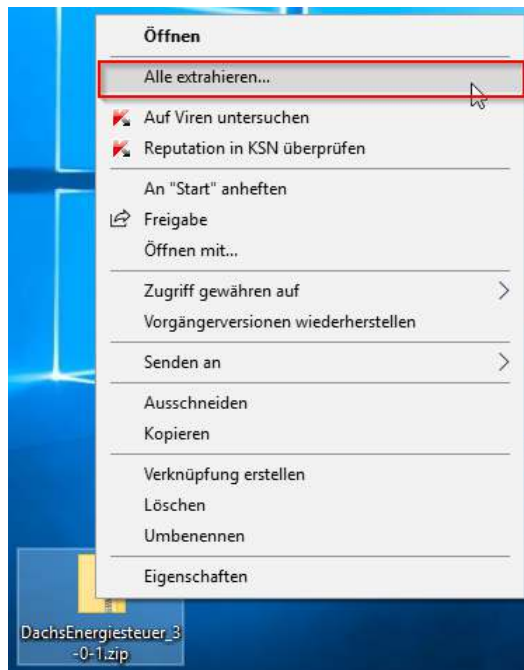 Öffnen
Alle extrahieren...
Auf Viren untersuchen
Reputation in KSN überprüfen
An "Start" anheften
Freigabe
Öffnen mit...
Zugriff gewähren auf
Vorgängerversionen wiederherstellen
Senden an
Ausschneiden
Kopieren
Verknüpfung erstellen
Löschen
Umbenennen
Eigenschaften
DachsEnergiesteuer_3
-0-1.zip